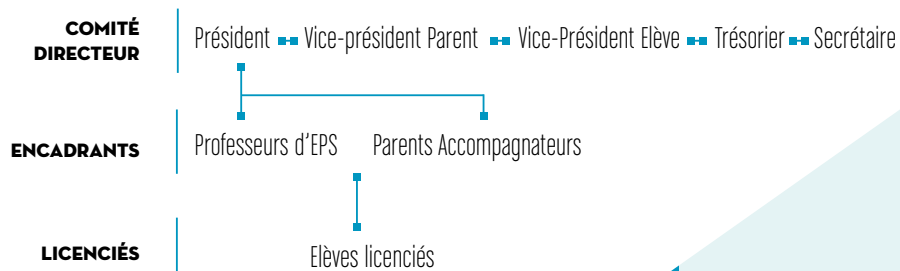 COMITÉ
DIRECTEUR
Président Vice-président Parent Vice-Président Elève Trésorier Secrétaire
ENCADRANTS
Professeurs d'EPS Parents Accompagnateurs
LICENCIÉS
Elèves licenciés